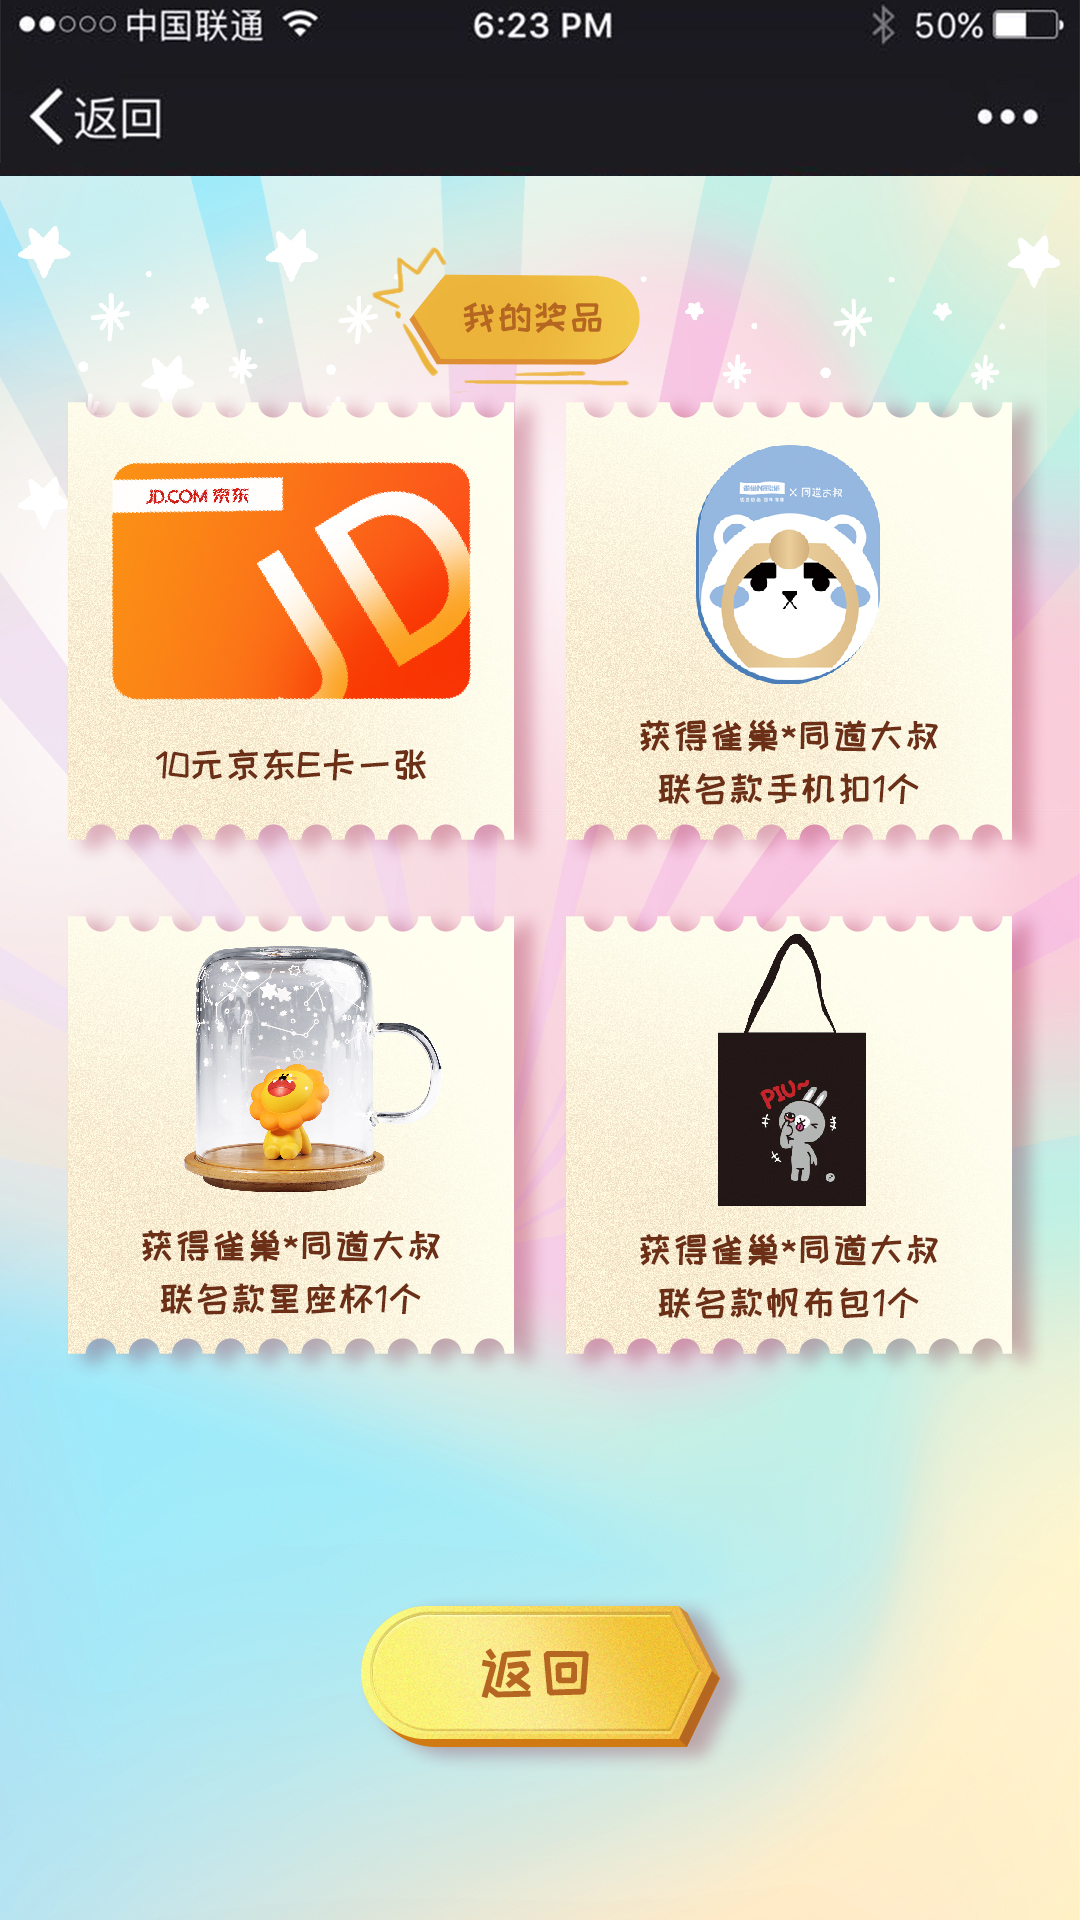 中国联通
6:23 PM
50%
返回
我的奖品
JD.COM 京东
JD
10元京东E卡一张
X 同道大叔
获得雀巢*同道大叔
联名款手机扣1个
获得雀巢*同道大叔
联名款星座杯1个
PIU~
获得雀巢*同道大叔
联名款帆布包1个
返回